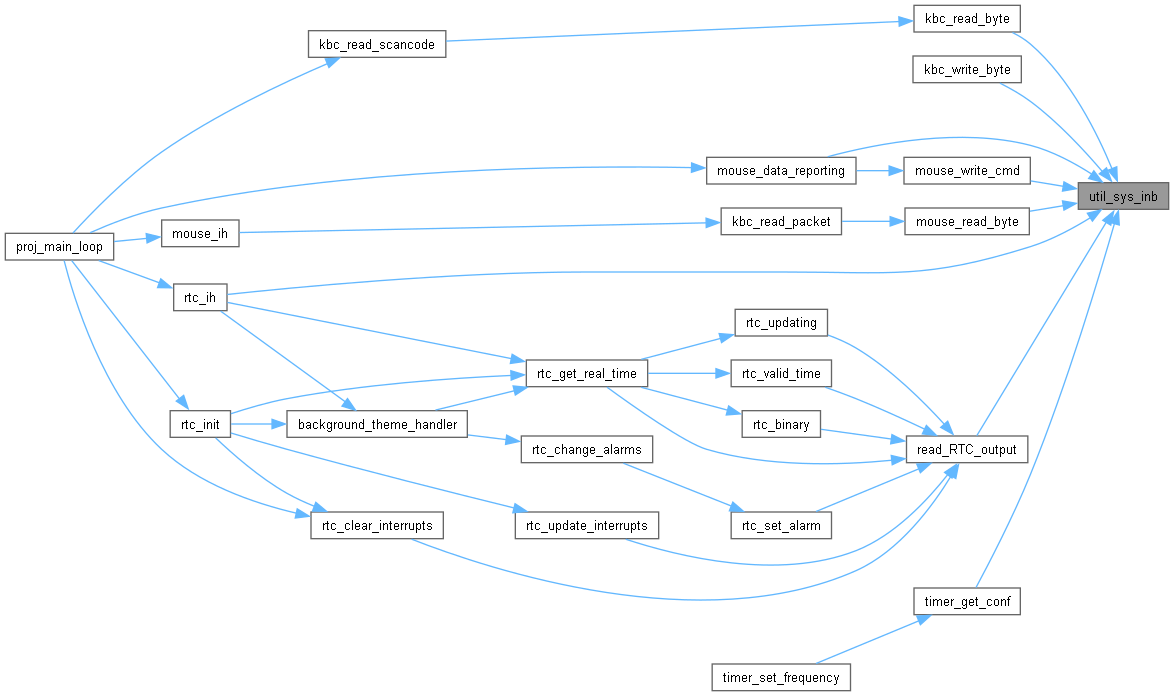 kbc_read_byte
kbc_read_scancode
kbc_write_byte
mouse_data_reporting
mouse_write_cmd
util_sys_inb
kbc_read_packet
mouse_read_byte
mouse_ih
proj_main_loop
rtc_ih
rtc_updating
rtc_get_real_time
rtc_valid_time
rtc_init
background_theme_handler
rtc_binary
rtc_change_alarms
read_RTC_output
rtc_clear_interrupts
rtc_update_interrupts
rtc_set_alarm
timer_get_conf
timer_set_frequency